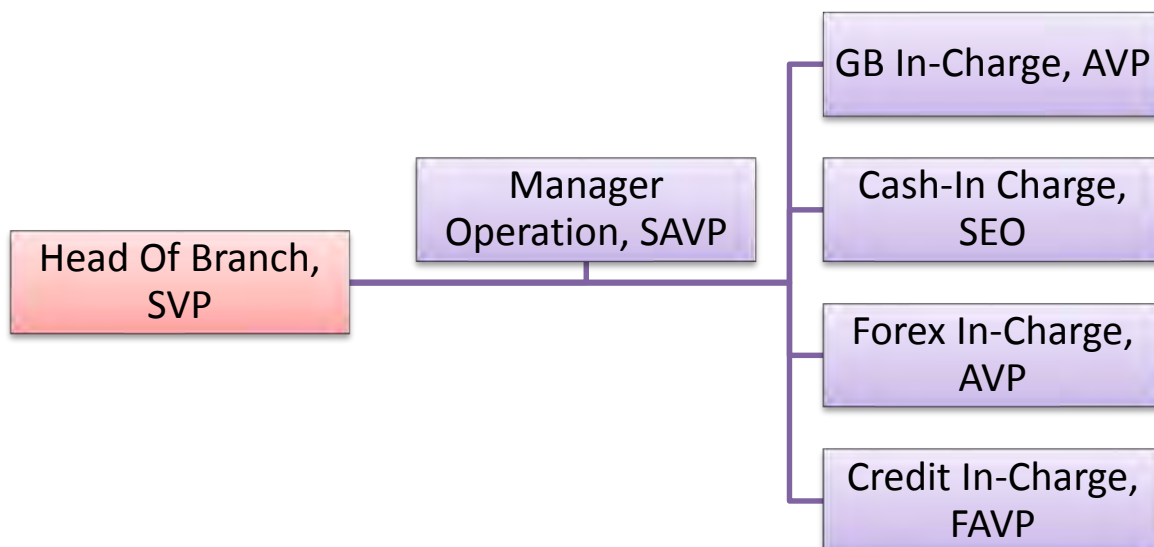 Head Of Branch,
SVP
Manager
Operation, SAVP
GB In-Charge, AVP
Cash-In Charge,
SEO
Forex In-Charge,
AVP
Credit In-Charge,
FAVP